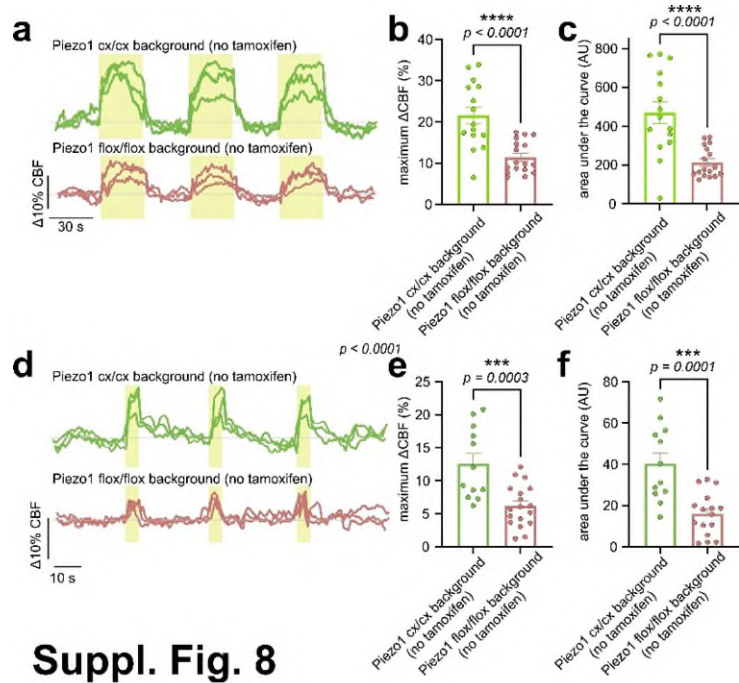 a
Piezo1 cx/cx background (no tamoxifen)
Piezo1 flox/flox background (no tamoxifen)
Δ10% CBF
30 s
b
****
p < 0.0001
maximum ΔCBF (%)
40
30
20
10
0
Piezo1 cx/cx background
(no tamoxifen)
Piezo1 flox/flox background
(no tamoxifen)
c
****
p < 0.0001
area under the curve (AU)
800
600
400
200
0
Piezo1 cx/cx background
(no tamoxifen)
Piezo1 flox/flox background
(no tamoxifen)
d
p < 0.0001
Piezo1 cx/cx background (no tamoxifen)
Piezo1 flox/flox background (no tamoxifen)
Δ10% CBF
10 s
e
***
p = 0.0003
maximum ΔCBF (%)
25
20
15
10
5
0
Piezo1 cx/cx background
(no tamoxifen)
Piezo1 flox/flox background
(no tamoxifen)
f
***
p = 0.0001
area under the curve (AU)
80
60
40
20
0
Piezo1 cx/cx background
(no tamoxifen)
Piezo1 flox/flox background
(no tamoxifen)
Suppl. Fig. 8